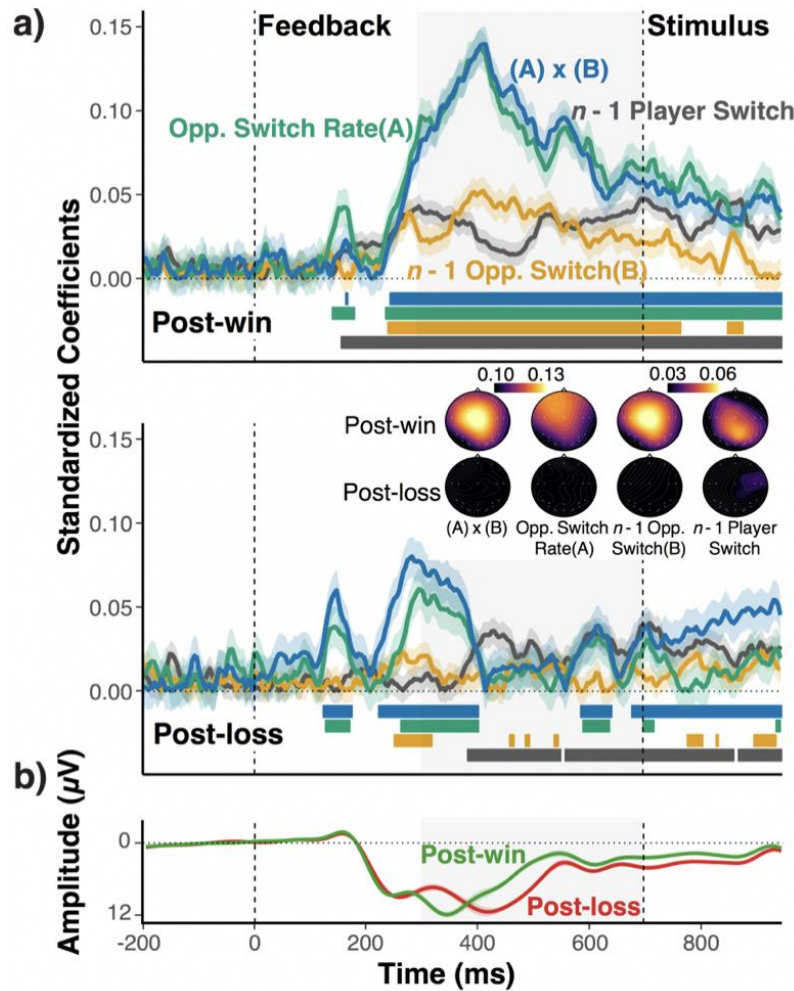 a)
Feedback
Stimulus
0.15
(A) x (B)
n - 1 Player Switch
0.10
Opp. Switch Rate(A)
0.05
n - 1 Opp. Switch(B)
0.00
Post-win
Standardized Coefficients
0.10 0.13 0.03 0.06
Post-win
Post-loss
(A) x (B) Opp. Switch n - 1 Opp. n - 1 Player
Rate(A) Switch(B) Switch
0.15
0.10
0.05
0.00
Post-loss
b)
Amplitude (µV)
0
Post-win
Post-loss
12
-200 0 200 400 600 800
Time (ms)